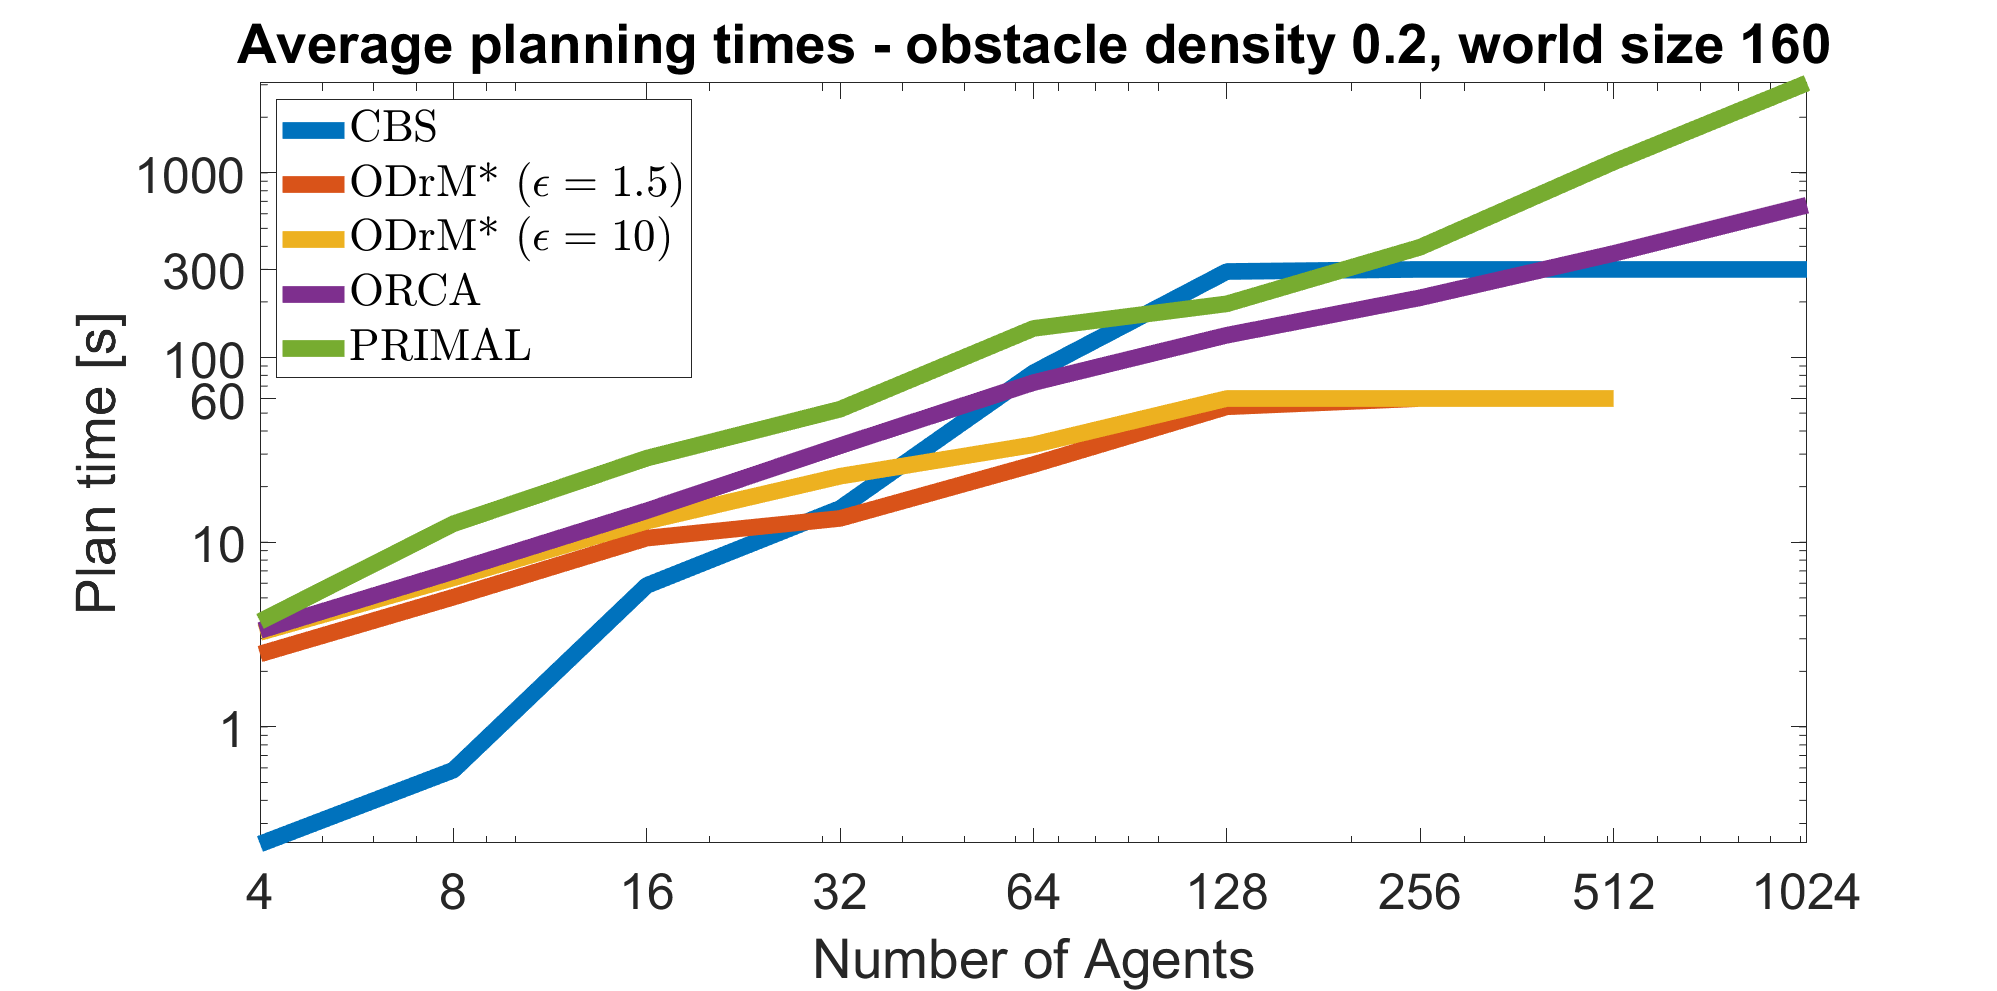 Average planning times - obstacle density 0.2, world size 160
CBS
ODrM* (ϵ = 1.5)
ODrM* (ϵ = 10)
ORCA
PRIMAL
1000
300
100
60
10
1
Plan time [s]
4 8 16 32 64 128 256 512 1024
Number of Agents